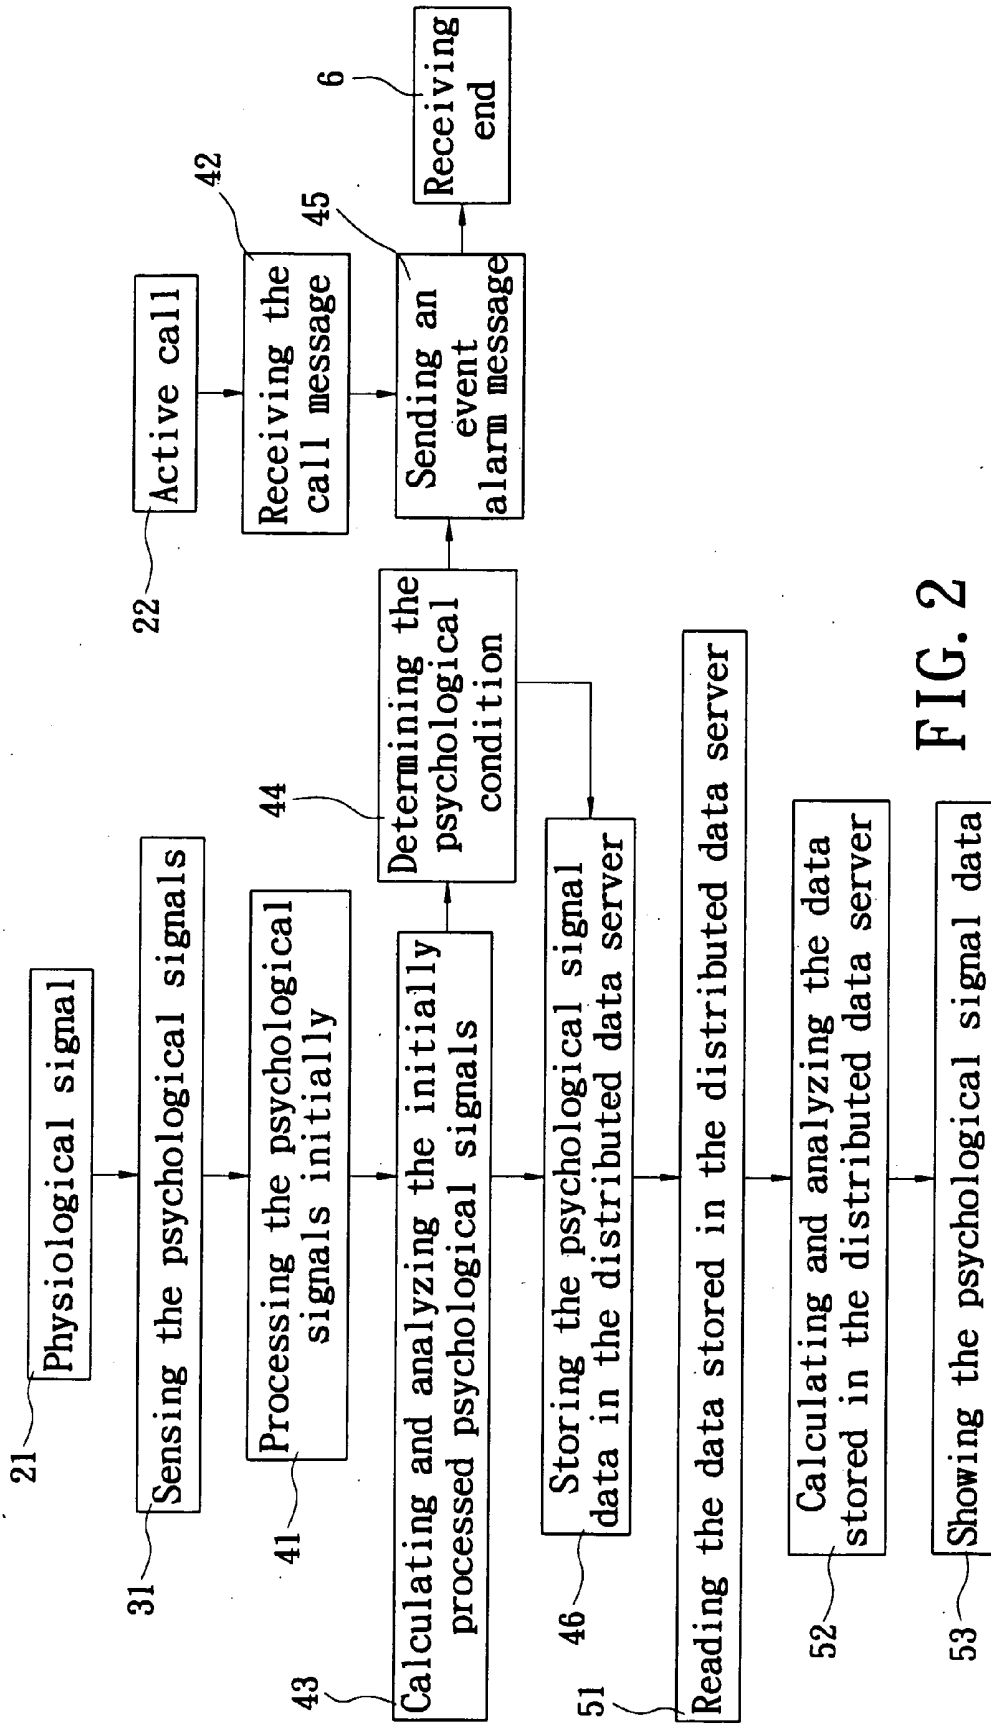 21
Physiological signal
31
Sensing the psychological signals
41
Processing the psychological
signals initially
43
Calculating and analyzing the initially
processed psychological signals
44
Determining the
psychological
condition
22
Active call
42
Receiving the
call message
45
Sending an
event
alarm message
6
Receiving
end
46
Storing the psychological signal
data in the distributed data server
51
Reading the data stored in the distributed data server
52
Calculating and analyzing the data
stored in the distributed data server
53
Showing the psychological signal data
FIG. 2